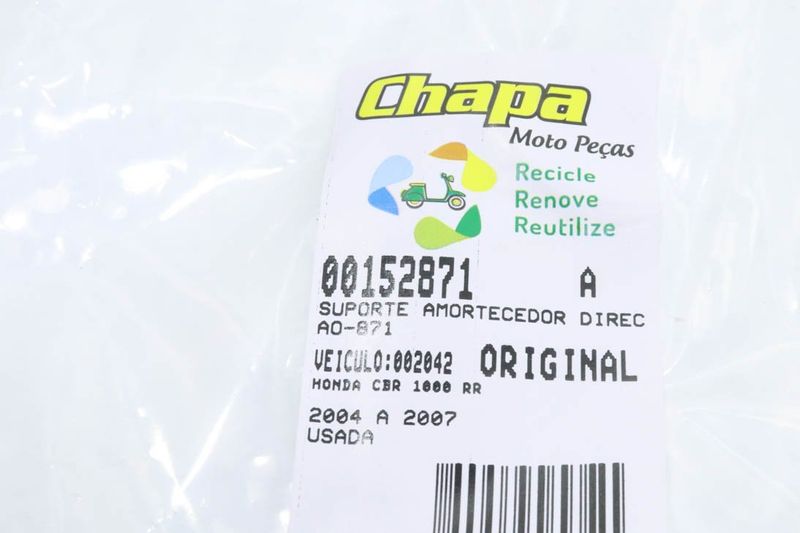 Chapa
Moto Peças
Recicle
Renove
Reutilize
00152871 A
SUPORTE AMORTECEDOR DIREC
AO-871
VEICULO:002042 ORIGINAL
HONDA CBR 1000 RR
2004 A 2007
USADA